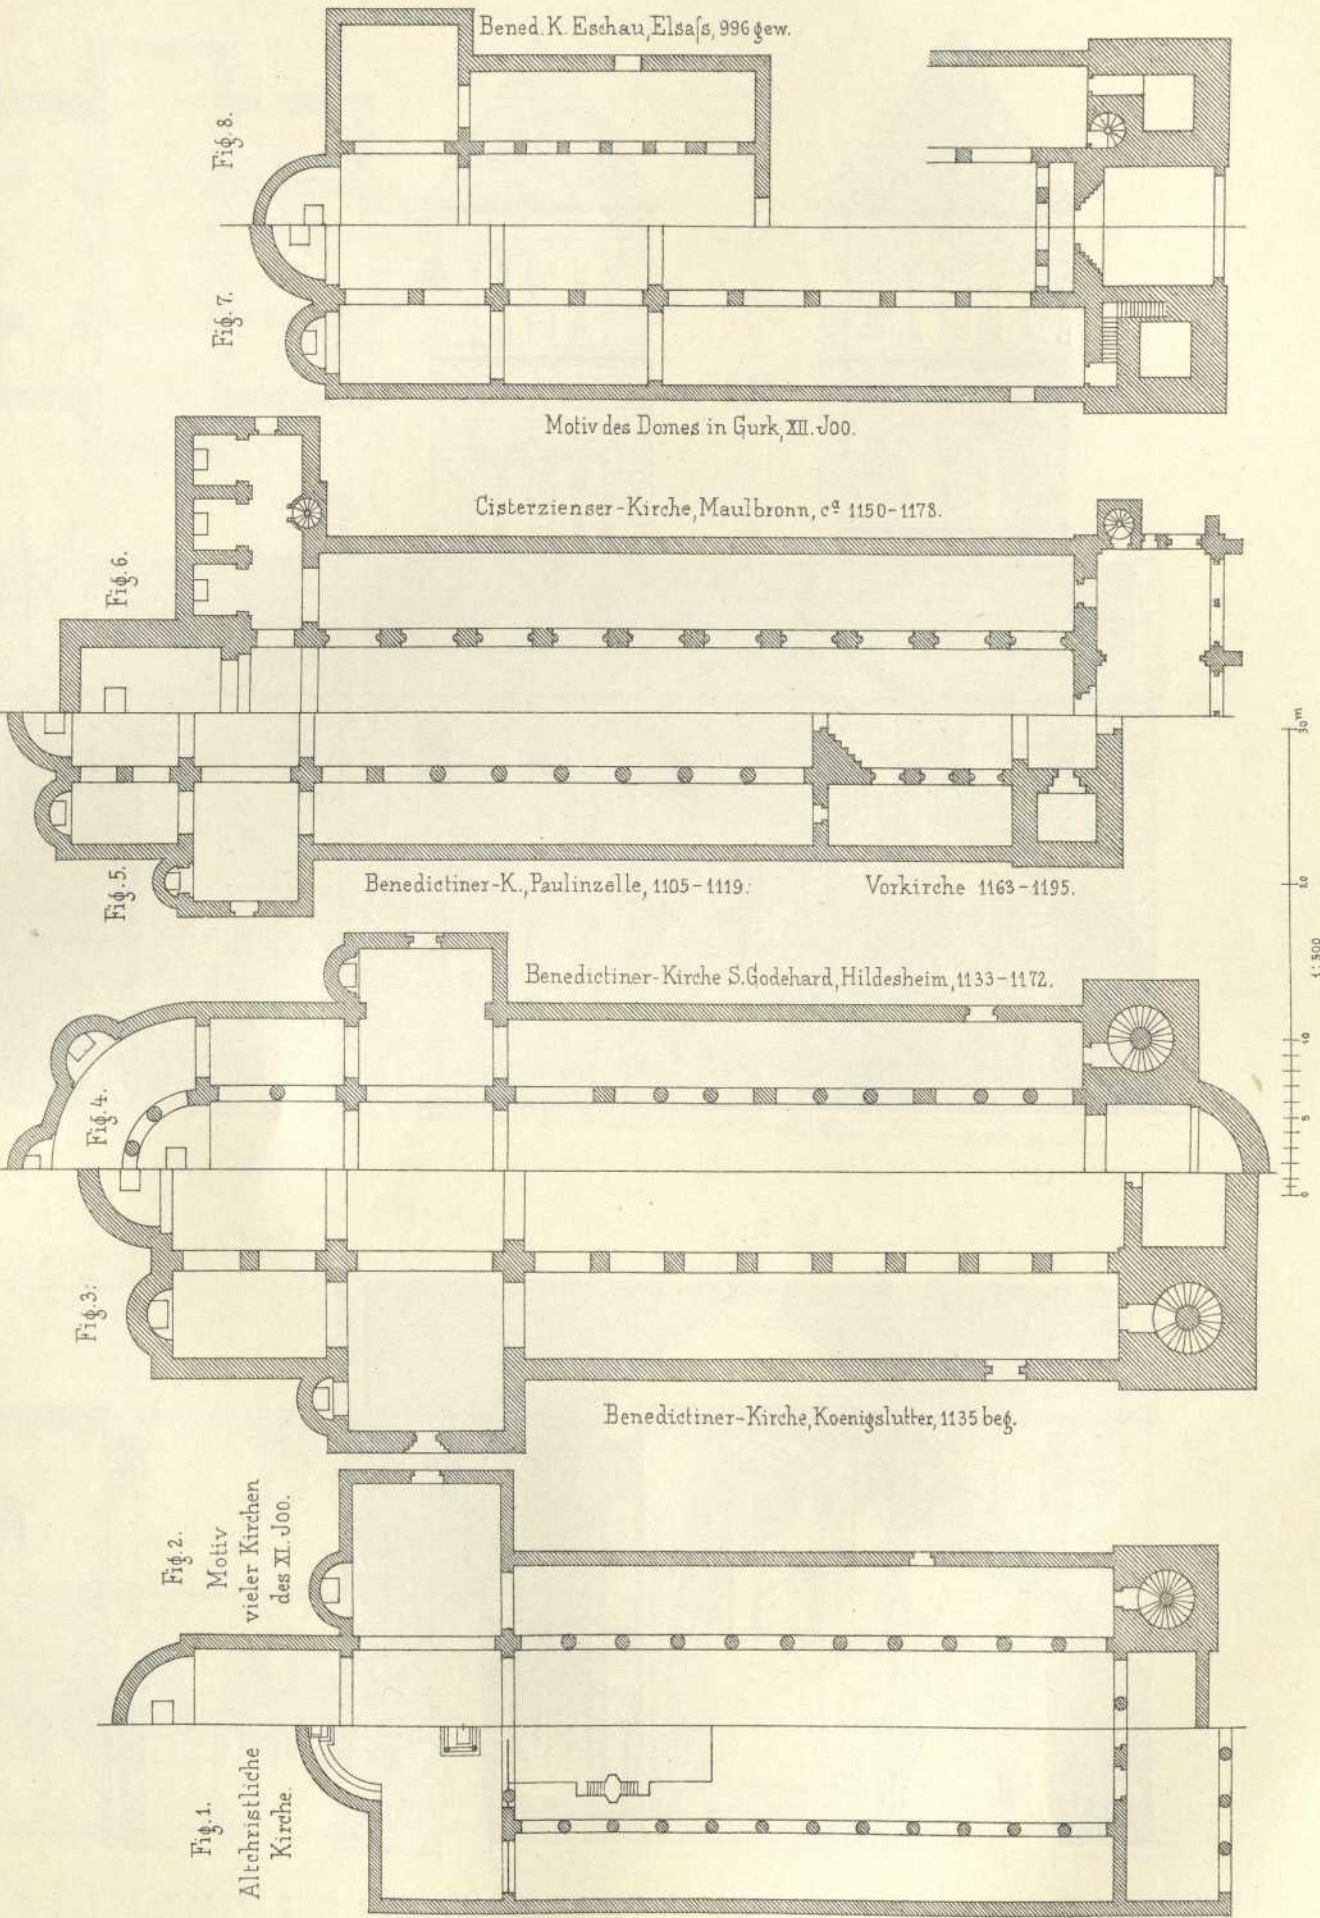 Bened. K. Eschau, Elsaſs, 996 gew.
Fig. 8.
Fig. 7.
Motiv des Domes in Gurk, XII. Joo.
Cisterzienser-Kirche, Maulbronn, cª 1150-1178.
Fig. 6.
Fig. 5.
Benedictiner-K., Paulinzelle, 1105-1119.
Vorkirche 1163-1195.
Benedictiner-Kirche S. Godehard, Hildesheim, 1133-1172.
Fig. 4.
Fig. 3.
Benedictiner-Kirche, Koenigslutter, 1135 beg.
Fig. 2.
Motiv
vieler Kirchen
des XI. Joo.
Fig. 1.
Altchristliche
Kirche.
0 5 10 20 30 m
1:500